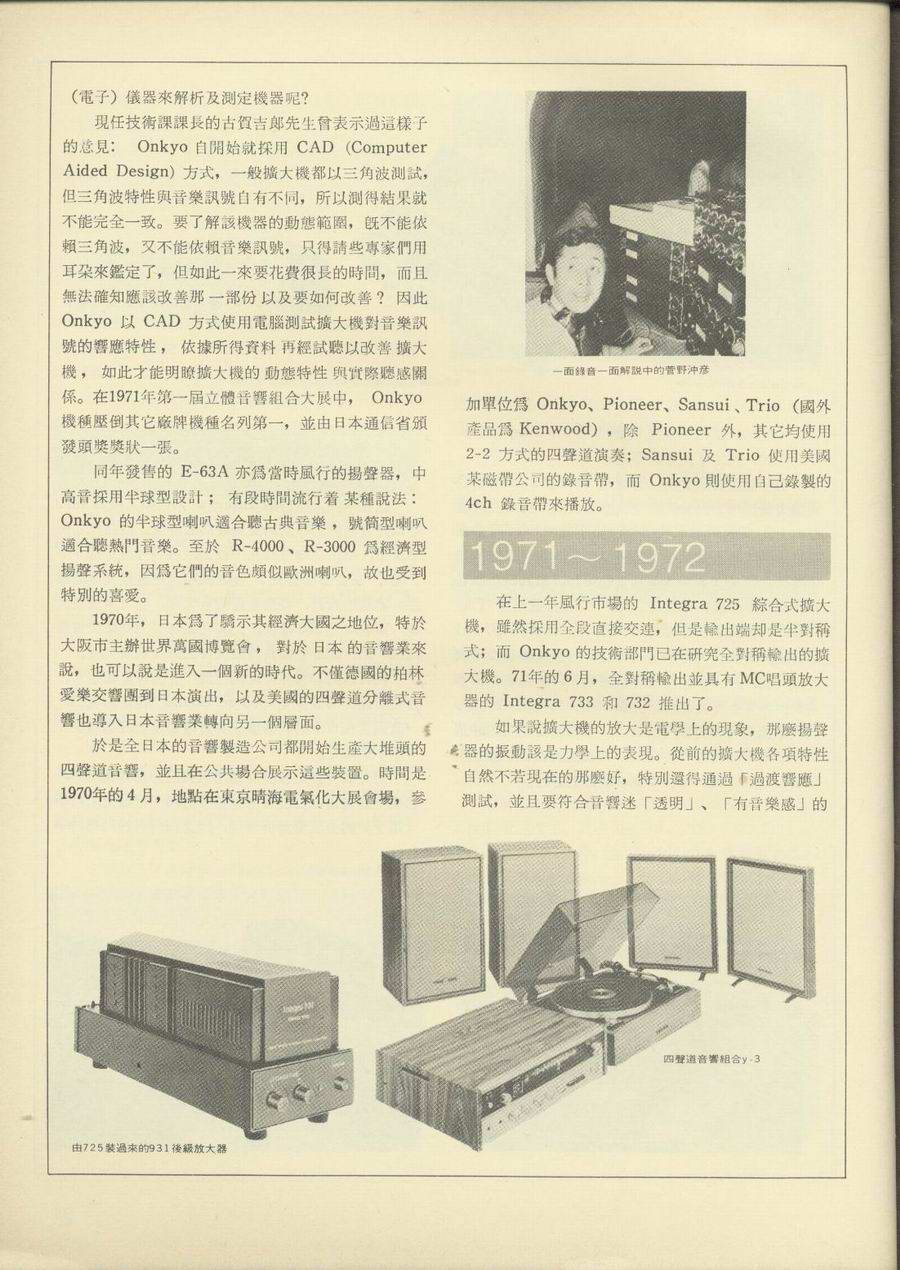 （電子）儀器來解析及測定機器呢？
現任技術課課長的古賀吉郎先生曾表示過這樣子
的意見： Onkyo 自開始就採用 CAD (Computer
Aided Design) 方式，一般擴大機都以三角波測試，
但三角波特性與音樂訊號自有不同，所以測得結果就
不能完全一致。要了解該機器的動態範圍，既不能依
賴三角波，又不能依賴音樂訊號，只得請些專家們用
耳朶來鑑定了，但如此一來要花費很長的時間，而且
無法確知應該改善那一部份以及要如何改善？因此
Onkyo 以 CAD 方式使用電腦測試擴大機對音樂訊
號的響應特性，依據所得資料再經試聽以改善擴大
機，如此才能明瞭擴大機的動態特性與實際聽感關
係。在1971年第一屆立體音響組合大展中， Onkyo
機種壓倒其它廠牌機種名列第一，並由日本通信省頒
發頭獎獎狀一張。
同年發售的 E-63A 亦爲當時風行的揚聲器，中
高音採用半球型設計；有段時間流行着某種說法：
Onkyo 的半球型喇叭適合聽古典音樂，號筒型喇叭
適合聽熱門音樂。至於 R-4000、R-3000 爲經濟型
揚聲系統，因爲它們的音色頗似歐洲喇叭，故也受到
特別的喜愛。
1970年，日本爲了驕示其經濟大國之地位，特於
大阪市主辦世界萬國博覽會，對於日本的音響業來
說，也可以說是進入一個新的時代。不僅德國的柏林
愛樂交響團到日本演出，以及美國的四聲道分離式音
響也導入日本音響業轉向另一個層面。
於是全日本的音響製造公司都開始生產大堆頭的
四聲道音響，並且在公共場合展示這些裝置。時間是
1970年的4月，地點在東京晴海電氣化大展會場，參
一面錄音一面解說中的菅野沖彦
加單位爲 Onkyo、Pioneer、Sansui、Trio (國外
產品爲 Kenwood)，除 Pioneer 外，其它均使用
2-2 方式的四聲道演奏；Sansui 及 Trio 使用美國
某磁帶公司的錄音帶，而 Onkyo 則使用自己錄製的
4ch 錄音帶來播放。
1971～1972
在上一年風行市場的 Integra 725 綜合式擴大
機，雖然採用全段直接交連，但是輸出端却是半對稱
式；而 Onkyo 的技術部門已在研究全對稱輸出的擴
大機。71年的6月，全對稱輸出並具有MC唱頭放大
器的 Integra 733 和 732 推出了。
如果說擴大機的放大是電學上的現象，那麼揚聲
器的振動該是力學上的表現。從前的擴大機各項特性
自然不若現在的那麼好，特別還得通過「過渡響應」
測試，並且要符合音響迷「透明」、「有音樂感」的
四聲道音響組合y-3
由725裝過來的931後級放大器